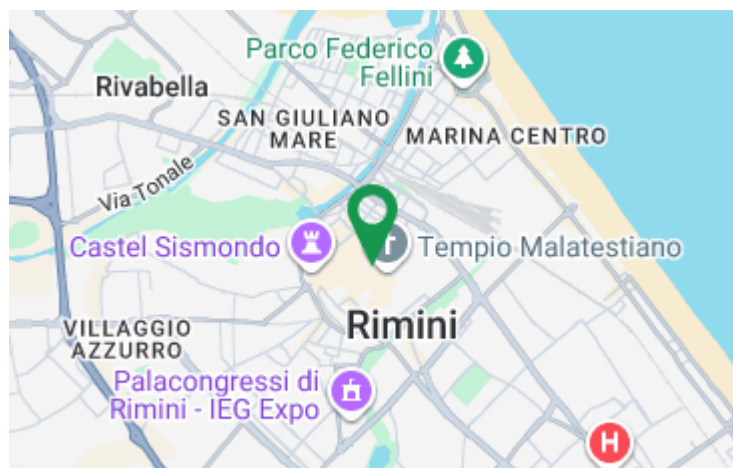 Parco Federico
Fellini
Rivabella
SAN GIULIANO
MARE
MARINA CENTRO
Via Tonale
Castel Sismondo
Tempio Malatestiano
Rimini
VILLAGGIO
AZZURRO
Palacongressi di
Rimini - IEG Expo
H